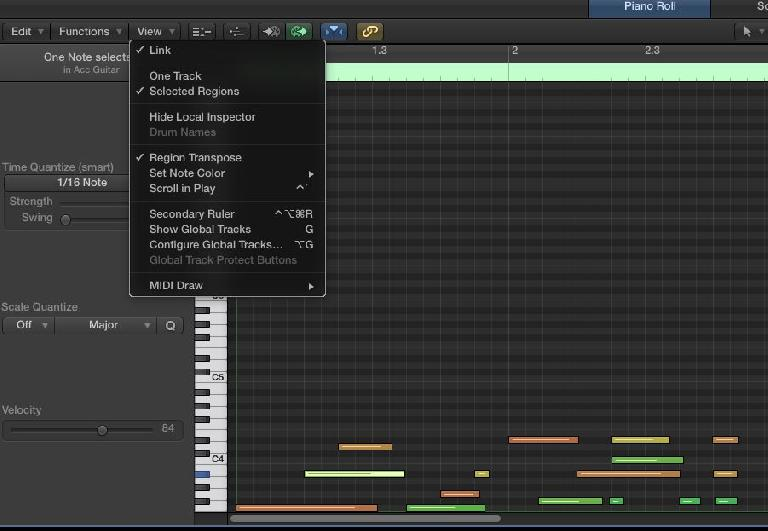 Piano Roll
Edit Functions View
1.3 2 2.3
One Note selecte
in Acc Guitar
✓ Link
One Track
✓ Selected Regions
Hide Local Inspector
Drum Names
✓ Region Transpose
Set Note Color
Scroll in Play ^`
Secondary Ruler ^⌥⌘R
Show Global Tracks G
Configure Global Tracks... ⌥G
Global Track Protect Buttons
MIDI Draw
Time Quantize (smart)
1/16 Note
Strength
Swing
Scale Quantize
Off Major Q
C5
Velocity
84
C4